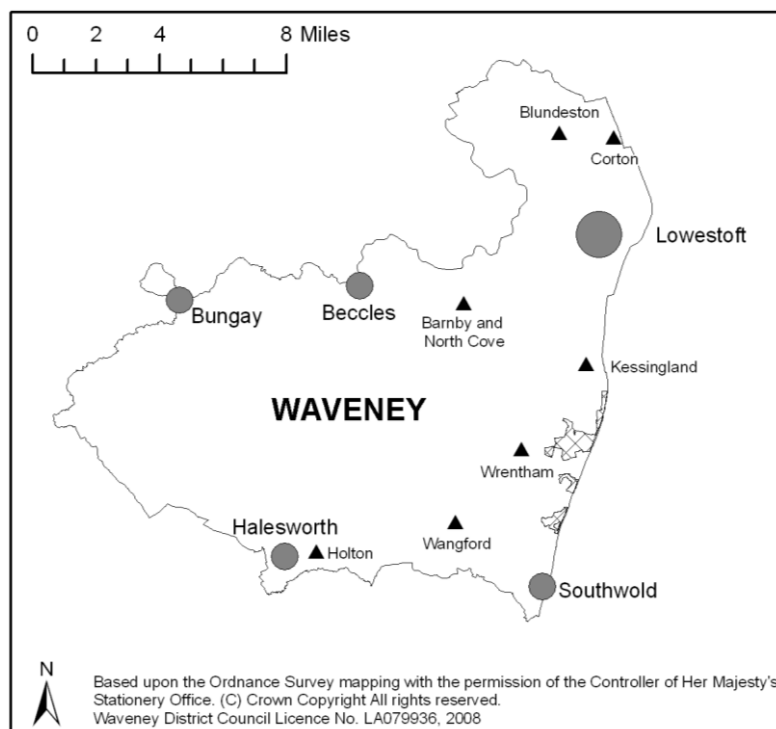 0 2 4 8 Miles
Blundeston
Corton
Lowestoft
Beccles
Bungay
Barnby and
North Cove
Kessingland
WAVENEY
Wrentham
Halesworth
Holton
Wangford
Southwold
N
Based upon the Ordnance Survey mapping with the permission of the Controller of Her Majesty's
Stationery Office. (C) Crown Copyright All rights reserved.
Waveney District Council Licence No. LA079936, 2008